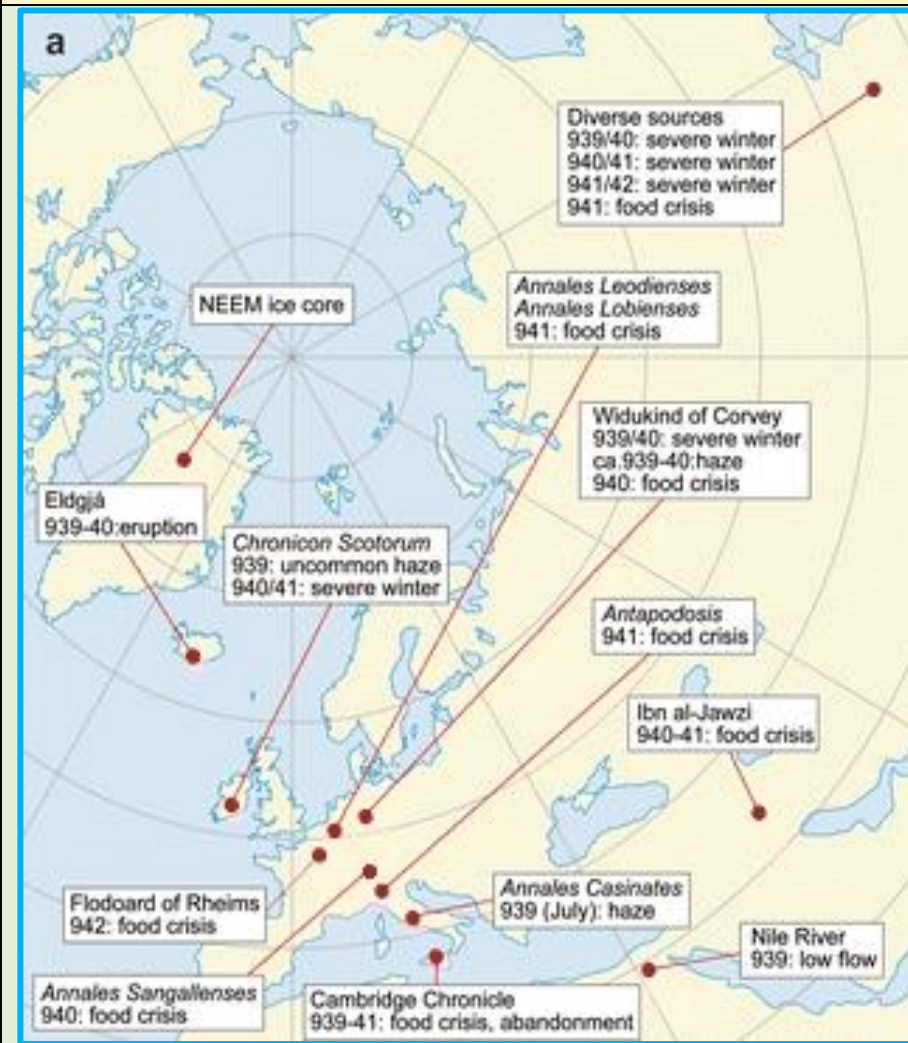 a
Diverse sources
939/40: severe winter
940/41: severe winter
941/42: severe winter
941: food crisis
Annales Leodienses
Annales Lobienses
941: food crisis
NEEM ice core
Widukind of Corvey
939/40: severe winter
ca.939-40:haze
940: food crisis
Eldgjá
939-40:eruption
Chronicon Scotorum
939: uncommon haze
940/41: severe winter
Antapodosis
941: food crisis
Ibn al-Jawzi
940-41: food crisis
Flodoard of Rheims
942: food crisis
Annales Casinates
939 (July): haze
Nile River
939: low flow
Annales Sangallenses
940: food crisis
Cambridge Chronicle
939-41: food crisis, abandonment